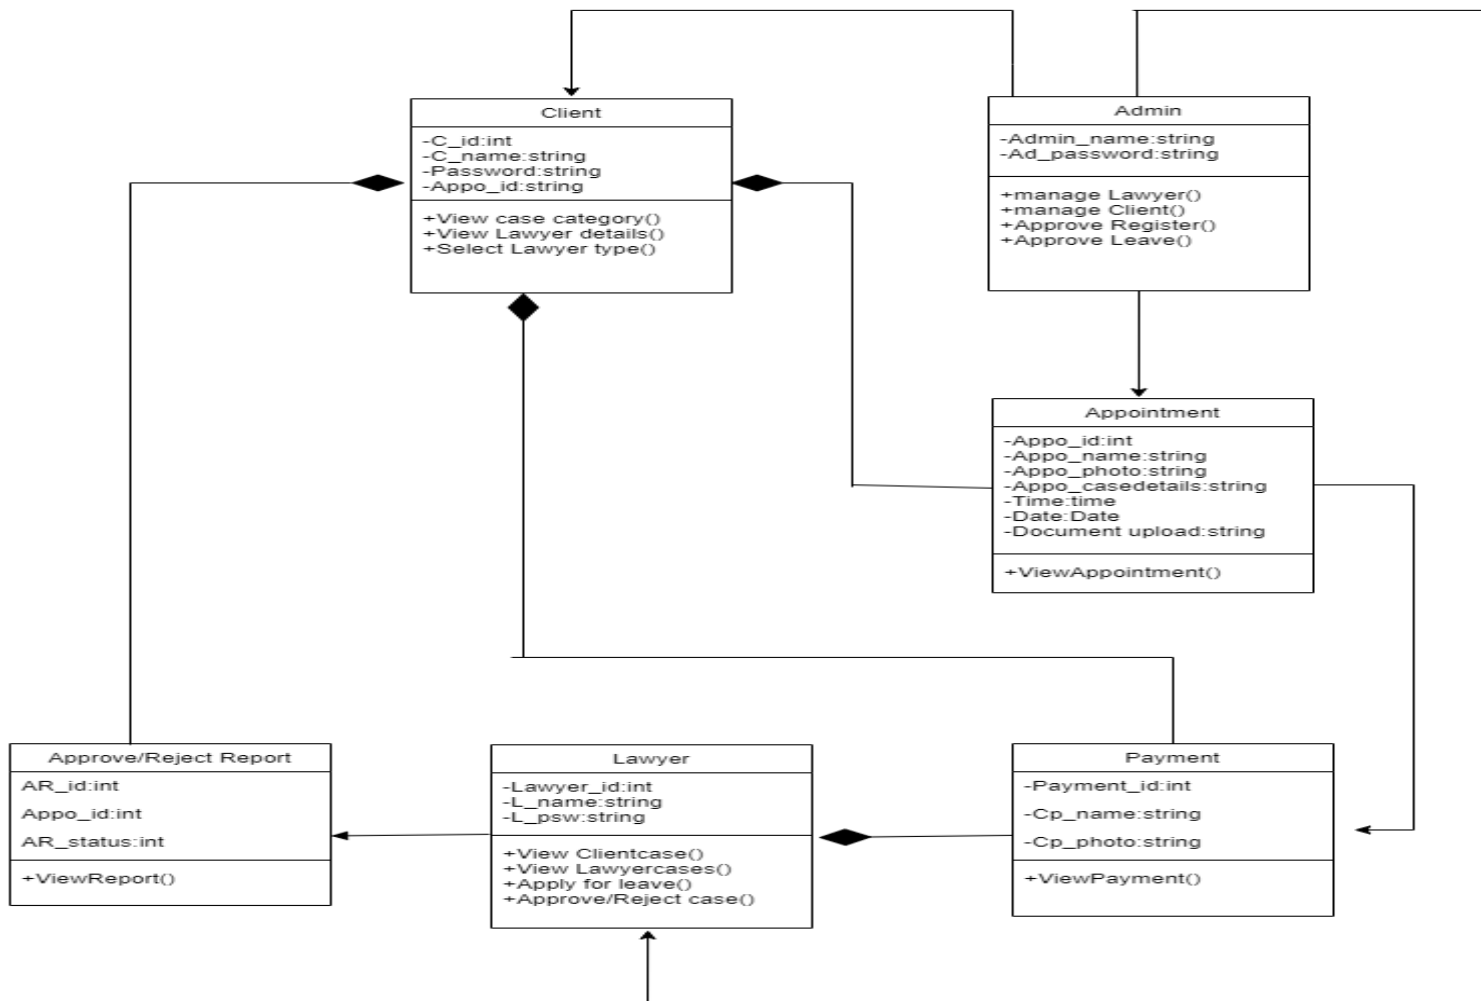 Client
-C_id:int
-C_name:string
-Password:string
-Appo_id:string
+View case category()
+View Lawyer details()
+Select Lawyer type()
Admin
-Admin_name:string
-Ad_password:string
+manage Lawyer()
+manage Client()
+Approve Register()
+Approve Leave()
Appointment
-Appo_id:int
-Appo_name:string
-Appo_photo:string
-Appo_casedetails:string
-Time:time
-Date:Date
-Document upload:string
+ViewAppointment()
Approve/Reject Report
AR_id:int
Appo_id:int
AR_status:int
+ViewReport()
Lawyer
-Lawyer_id:int
-L_name:string
-L_psw:string
+View Clientcase()
+View Lawyercases()
+Apply for leave()
+Approve/Reject case()
Payment
-Payment_id:int
-Cp_name:string
-Cp_photo:string
+ViewPayment()